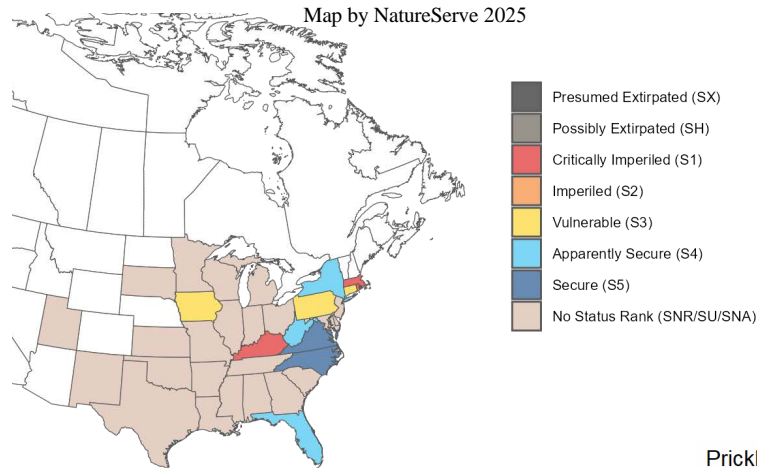 Map by NatureServe 2025
Presumed Extirpated (SX)
Possibly Extirpated (SH)
Critically Imperiled (S1)
Imperiled (S2)
Vulnerable (S3)
Apparently Secure (S4)
Secure (S5)
No Status Rank (SNR/SU/SNA)